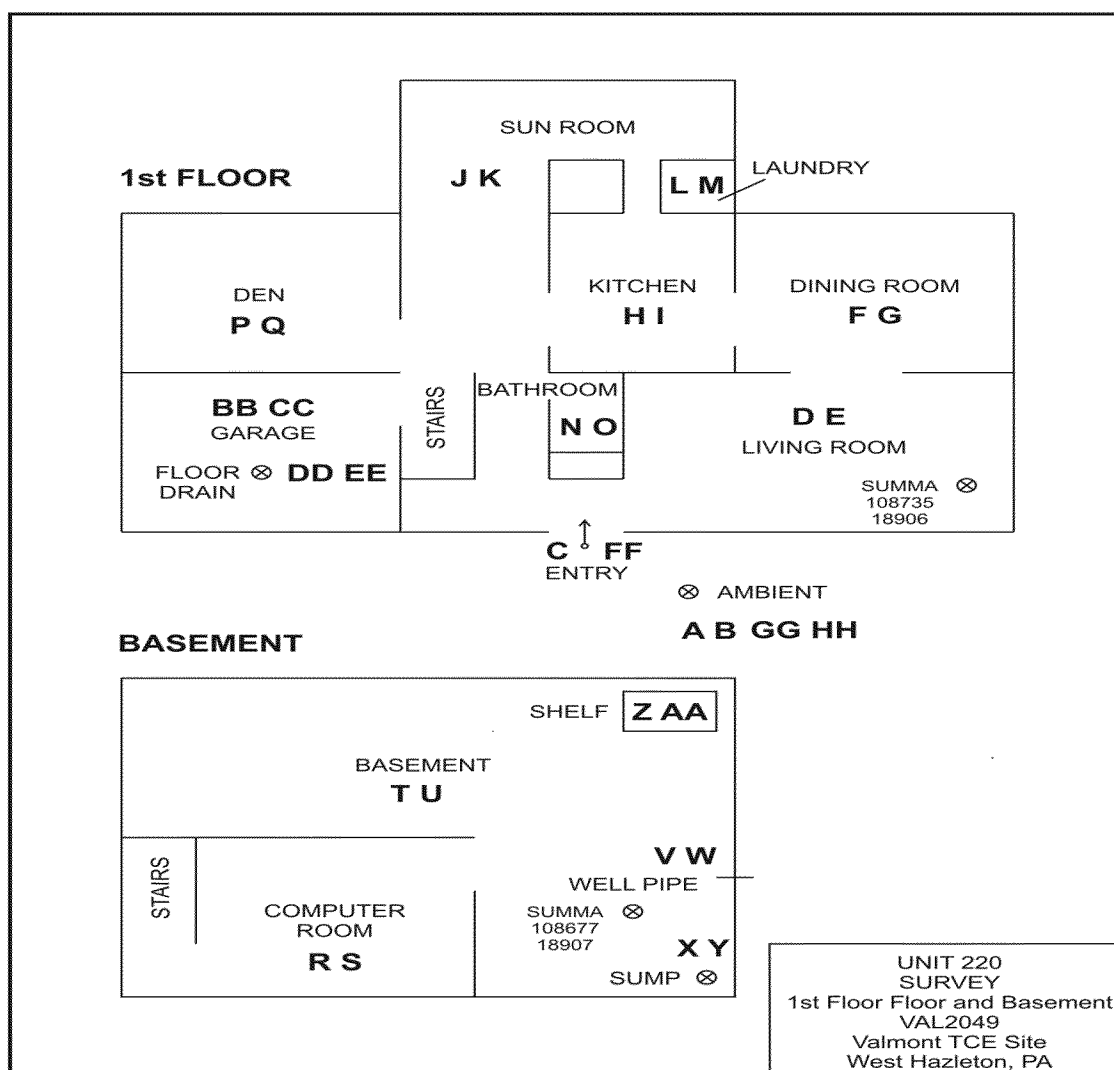 SUN ROOM
1st FLOOR
J K
L M
LAUNDRY
DEN
P Q
KITCHEN
H I
DINING ROOM
F G
BB CC
GARAGE
FLOOR
DRAIN
DD EE
STAIRS
BATHROOM
N O
D E
LIVING ROOM
SUMMA
108735
18906
C FF
ENTRY
AMBIENT
A B GG HH
BASEMENT
SHELF
Z AA
BASEMENT
T U
STAIRS
COMPUTER
ROOM
R S
V W
WELL PIPE
SUMMA
108677
18907
X Y
SUMP
UNIT 220
SURVEY
1st Floor Floor and Basement
VAL2049
Valmont TCE Site
West Hazleton, PA